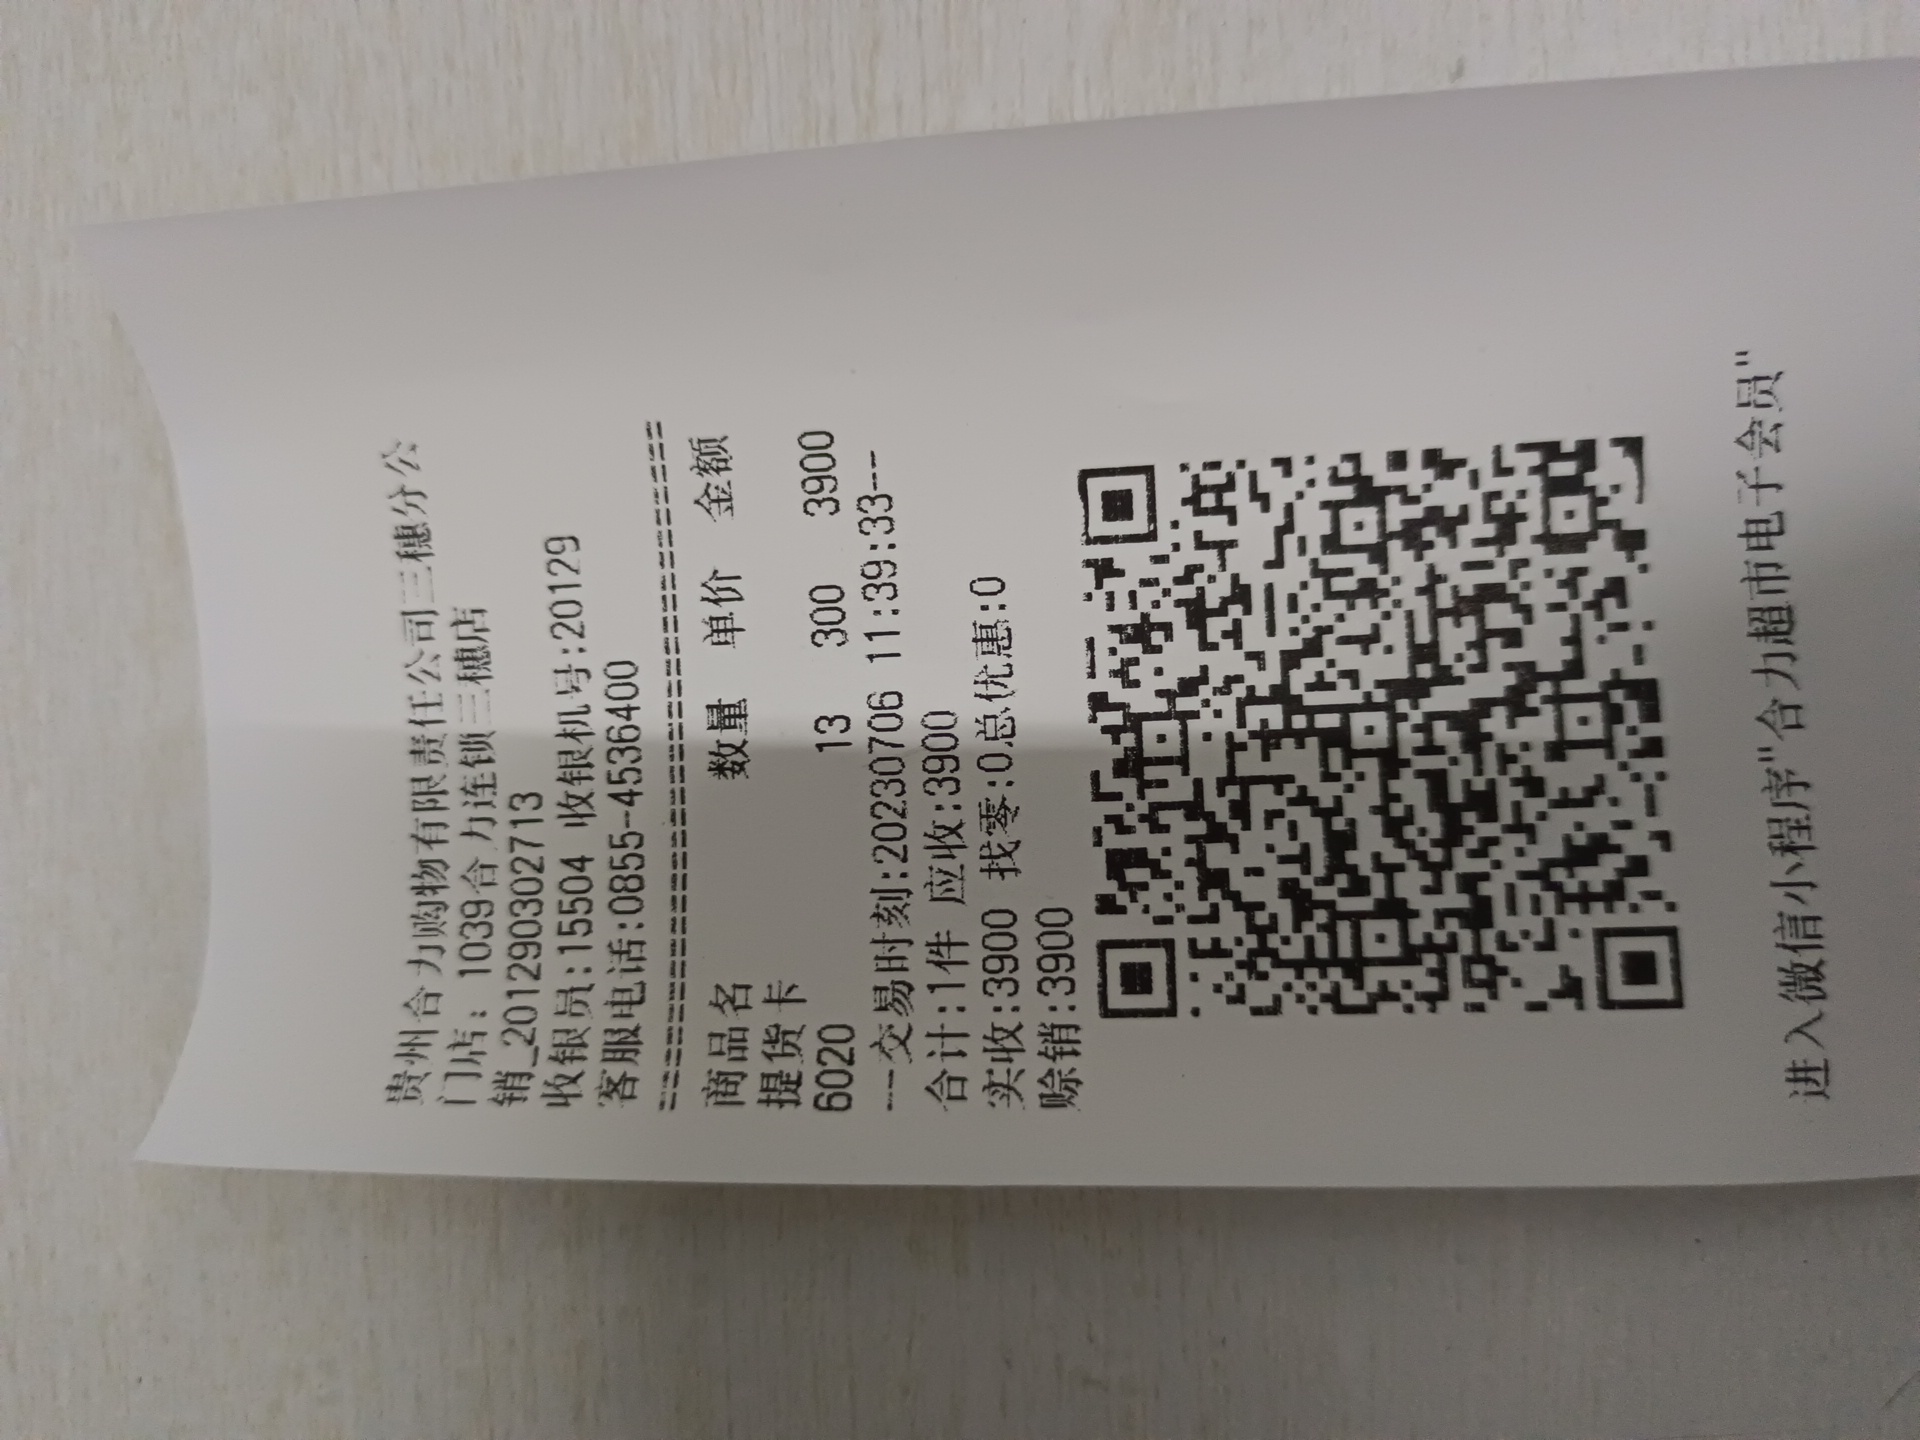 贵州合力购物有限责任公司三穗分公
门店: 1039合力连锁三穗店
销_201290302713
收银员:15504 收银机号:20129
客服电话:0855-4536400
商品名 数量 单价 金额
提货卡
6020 13 300 3900
--交易时刻:20230706 11:39:33--
合计:1件 应收:3900
实收:3900 找零:0总优惠:0
赊销:3900
进入微信小程序"合力超市电子会员"